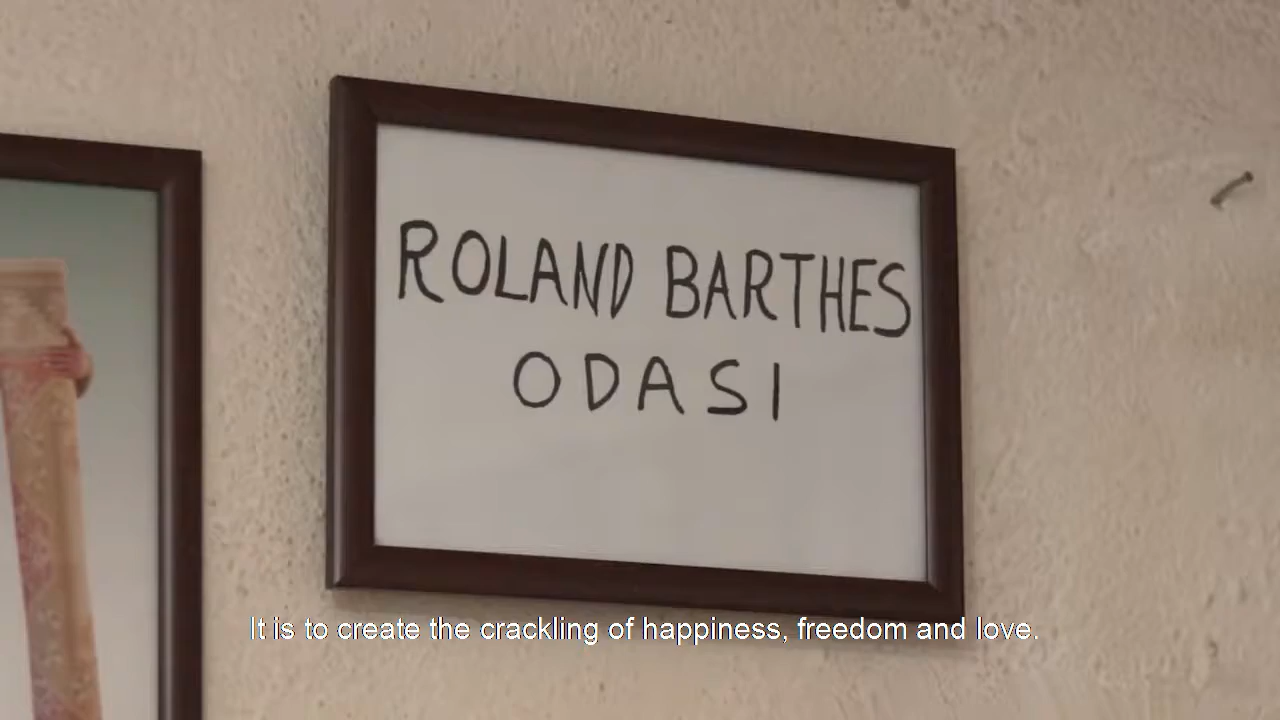 ROLAND BARTHES
ODASI
It is to create the crackling of happiness, freedom and love.